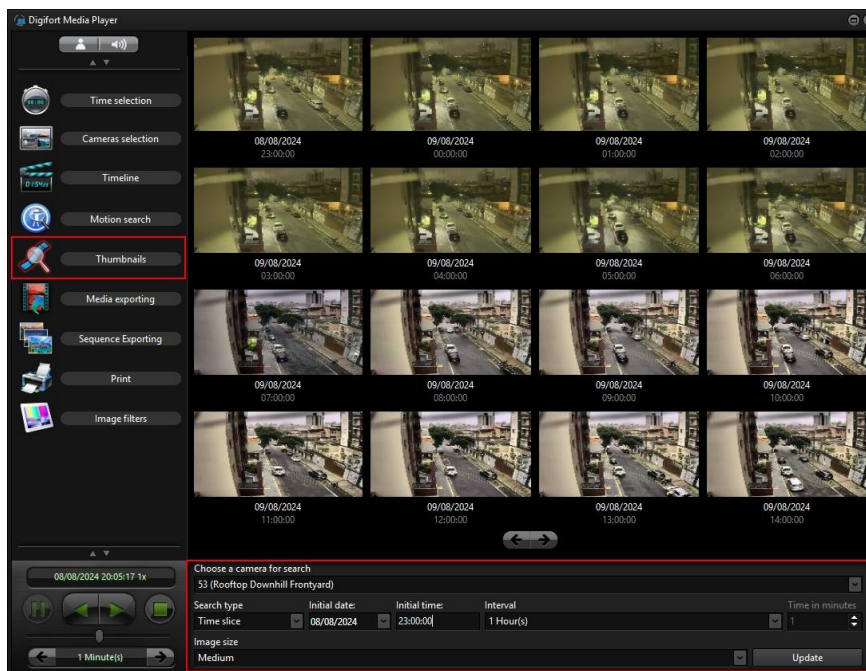 Digifort Media Player
Time selection
Cameras selection
Timeline
Motion search
Thumbnails
Media exporting
Sequence Exporting
Print
Image filters
08/08/2024 20:05:17 1x
1 Minute(s)
08/08/2024
23:00:00
09/08/2024
00:00:00
09/08/2024
01:00:00
09/08/2024
02:00:00
09/08/2024
03:00:00
09/08/2024
04:00:00
09/08/2024
05:00:00
09/08/2024
06:00:00
09/08/2024
07:00:00
09/08/2024
08:00:00
09/08/2024
09:00:00
09/08/2024
10:00:00
09/08/2024
11:00:00
09/08/2024
12:00:00
09/08/2024
13:00:00
09/08/2024
14:00:00
Choose a camera for search
53 (Rooftop Downhill Frontyard)
Search type Initial date: Initial time: Interval Time in minutes
Time slice 08/08/2024 23:00:00 1 Hour(s) 1
Image size
Medium Update